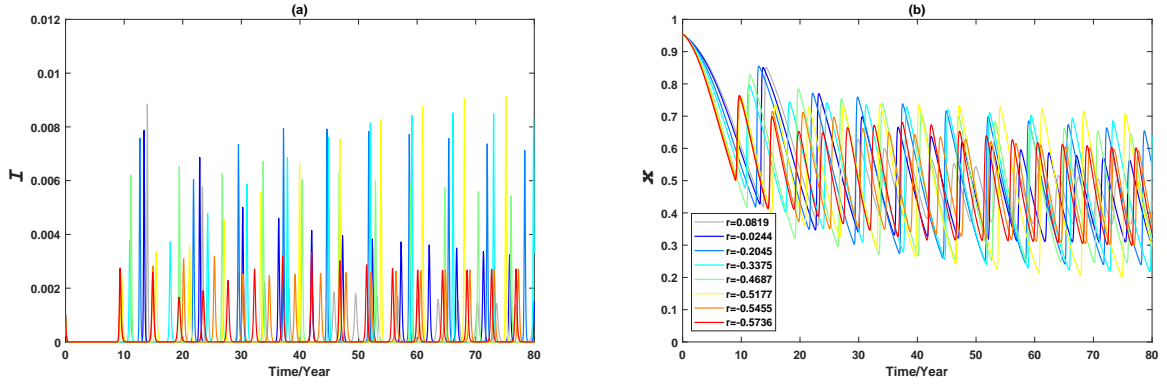 (a)
0.012
0.01
0.008
0.006
0.004
0.002
0
I
0 10 20 30 40 50 60 70 80
Time/Year
(b)
1
0.9
0.8
0.7
0.6
0.5
0.4
0.3
0.2
0.1
0
x
r=0.0819
r=-0.0244
r=-0.2045
r=-0.3375
r=-0.4687
r=-0.5177
r=-0.5455
r=-0.5736
0 10 20 30 40 50 60 70 80
Time/Year